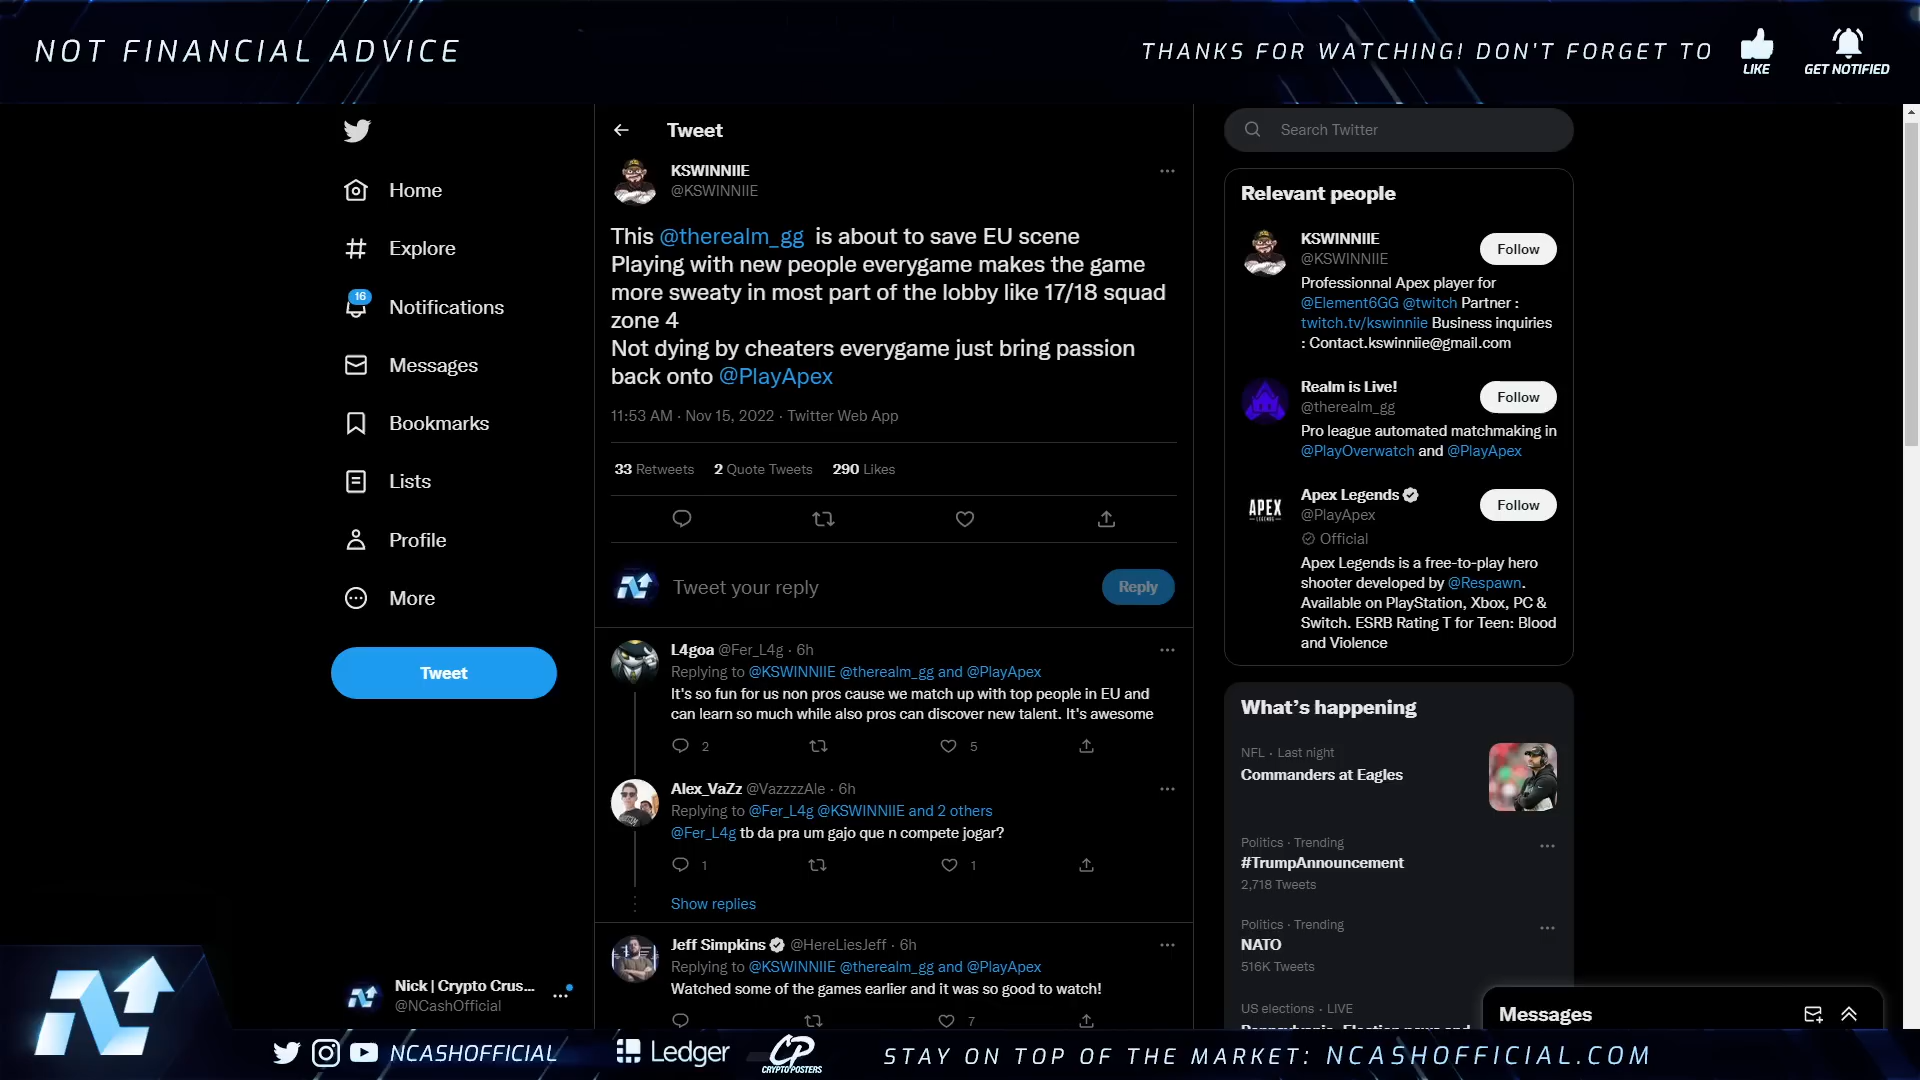 NOT FINANCIAL ADVICE
THANKS FOR WATCHING! DON'T FORGET TO
LIKE
GET NOTIFIED
Home
Explore
16
Notifications
Messages
Bookmarks
Lists
Profile
More
Tweet
Nick | Crypto Crus...
@NCashOfficial
Tweet
KSWINNIIE
@KSWINNIIE
This @therealm_gg is about to save EU scene
Playing with new people everygame makes the game
more sweaty in most part of the lobby like 17/18 squad
zone 4
Not dying by cheaters everygame just bring passion
back onto @PlayApex
11:53 AM · Nov 15, 2022 · Twitter Web App
33 Retweets 2 Quote Tweets 290 Likes
Tweet your reply
Reply
L4goa @Fer_L4g · 6h
Replying to @KSWINNIIE @therealm_gg and @PlayApex
It's so fun for us non pros cause we match up with top people in EU and
can learn so much while also pros can discover new talent. It's awesome
2 5
Alex_VaZz @VazzzzAle · 6h
Replying to @Fer_L4g @KSWINNIIE and 2 others
@Fer_L4g tb da pra um gajo que n compete jogar?
1 1
Show replies
Jeff Simpkins @HereLiesJeff · 6h
Replying to @KSWINNIIE @therealm_gg and @PlayApex
Watched some of the games earlier and it was so good to watch!
7
Search Twitter
Relevant people
KSWINNIIE
@KSWINNIIE
Follow
Professionnal Apex player for
@Element6GG @twitch Partner :
twitch.tv/kswinniie Business inquiries
: Contact.kswinniie@gmail.com
Realm is Live!
@therealm_gg
Follow
Pro league automated matchmaking in
@PlayOverwatch and @PlayApex
APEX
LEGENDS
Apex Legends
@PlayApex
Follow
Official
Apex Legends is a free-to-play hero
shooter developed by @Respawn.
Available on PlayStation, Xbox, PC &
Switch. ESRB Rating T for Teen: Blood
and Violence
What's happening
NFL · Last night
Commanders at Eagles
Politics · Trending
#TrumpAnnouncement
2,718 Tweets
Politics · Trending
NATO
516K Tweets
US elections · LIVE
Messages
NCASHOFFICIAL
Ledger
CP
CRYPTOPOSTERS
STAY ON TOP OF THE MARKET: NCASHOFFICIAL.COM